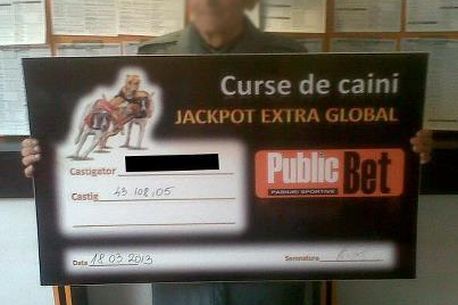 Curse de caini
JACKPOT EXTRA GLOBAL
Castigator
Castig 43 108,05
Public Bet
PARIURI SPORTIVE
Data 18.03.2013 Semnatura